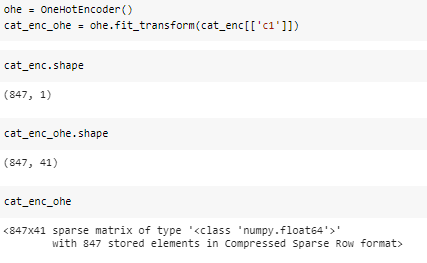 ohe = OneHotEncoder()
cat_enc_ohe = ohe.fit_transform(cat_enc[['c1']])
cat_enc.shape
(847, 1)
cat_enc_ohe.shape
(847, 41)
cat_enc_ohe
<847x41 sparse matrix of type '<class 'numpy.float64'>'
with 847 stored elements in Compressed Sparse Row format>